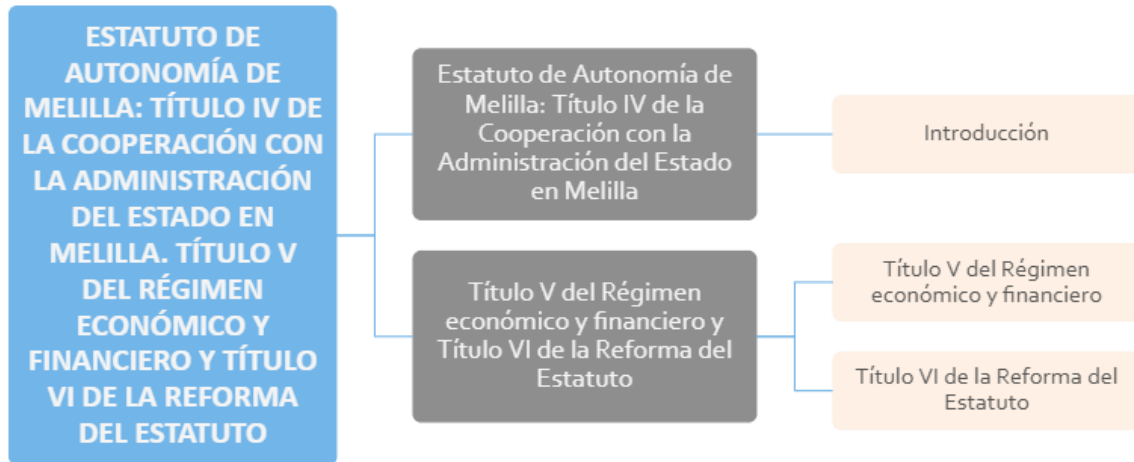 ESTATUTO DE
AUTONOMÍA DE
MELILLA: TÍTULO IV DE
LA COOPERACIÓN CON
LA ADMINISTRACIÓN
DEL ESTADO EN
MELILLA. TÍTULO V
DEL RÉGIMEN
ECONÓMICO Y
FINANCIERO Y TÍTULO
VI DE LA REFORMA
DEL ESTATUTO
Estatuto de Autonomía de
Melilla: Título IV de la
Cooperación con la
Administración del Estado
en Melilla
Introducción
Título V del Régimen
económico y financiero y
Título VI de la Reforma del
Estatuto
Título V del Régimen
económico y financiero
Título VI de la Reforma del
Estatuto